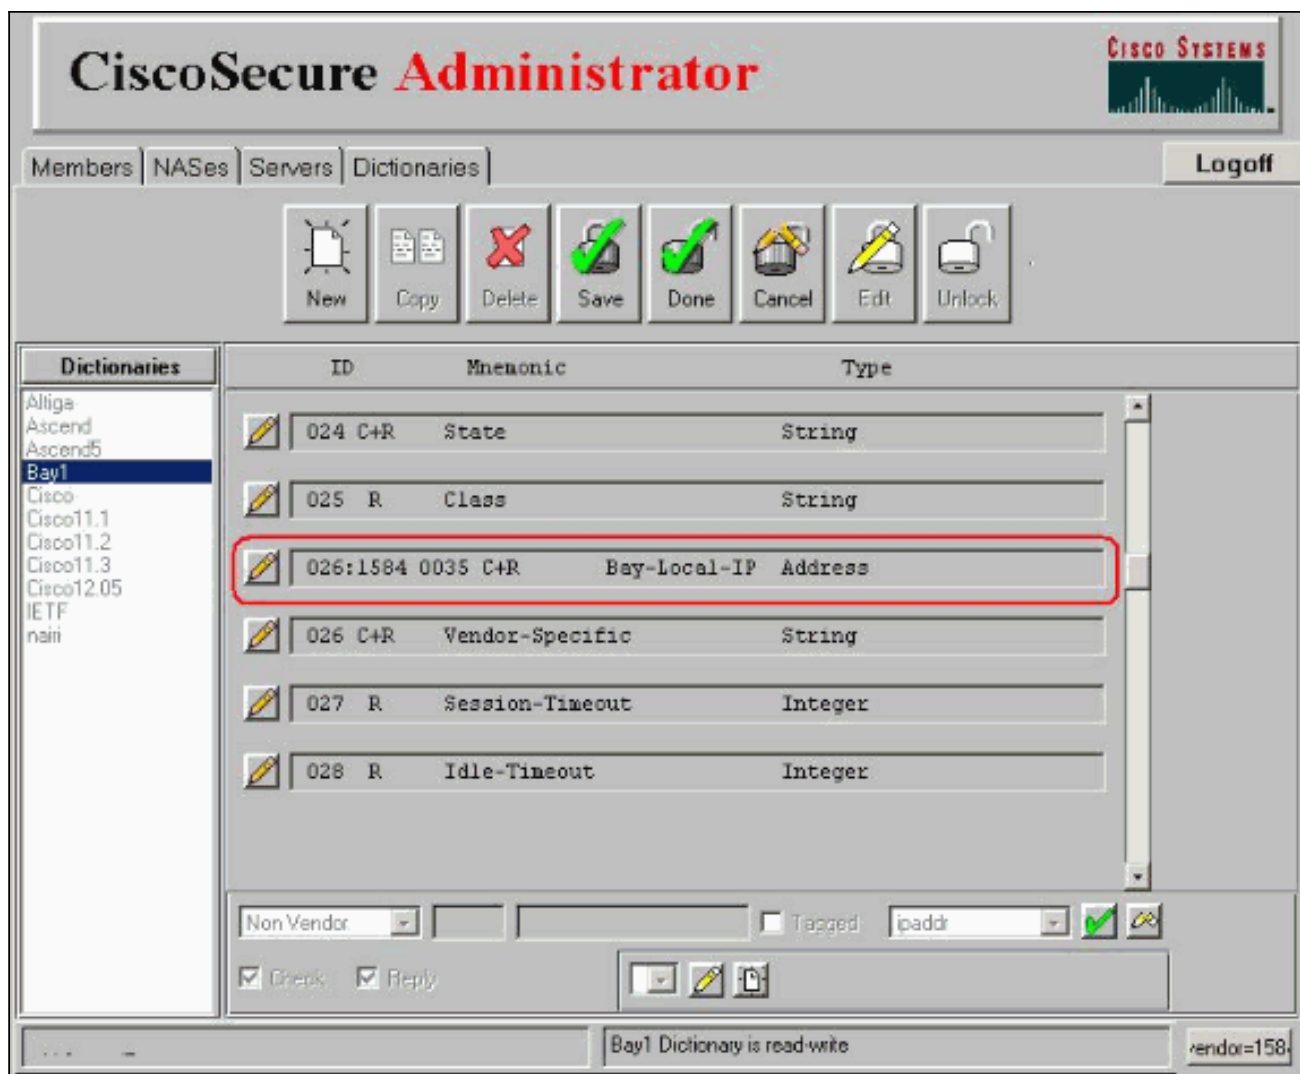 CiscoSecure Administrator
CISCO SYSTEMS
Members NASes Servers Dictionaries
Logoff
New Copy Delete Save Done Cancel Edit Unlock
Dictionaries
ID Mnemonic Type
Altiga
Ascend
Ascend5
Bay1
Cisco
Cisco11.1
Cisco11.2
Cisco11.3
Cisco12.05
IETF
024 C+R State String
025 R Class String
026:1584 0035 C+R Bay-Local-IP Address
026 C+R Vendor-Specific String
027 R Session-Timeout Integer
028 R Idle-Timeout Integer
Non Vendor Tagged ipaddr
Check Reply
Bay1 Dictionary is read-write